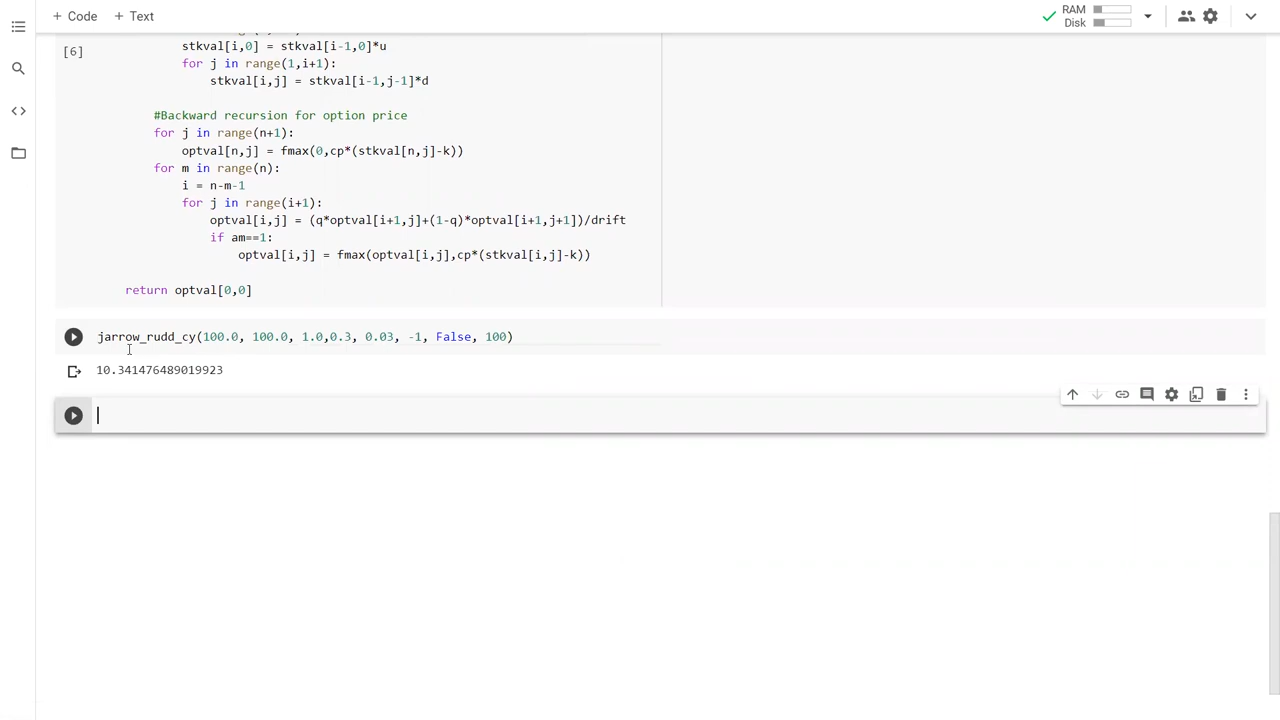 + Code + Text
RAM
Disk
[6]
stkval[i,0] = stkval[i-1,0]*u
for j in range(1,i+1):
stkval[i,j] = stkval[i-1,j-1]*d
#Backward recursion for option price
for j in range(n+1):
optval[n,j] = fmax(0,cp*(stkval[n,j]-k))
for m in range(n):
i = n-m-1
for j in range(i+1):
optval[i,j] = (q*optval[i+1,j]+(1-q)*optval[i+1,j+1])/drift
if am==1:
optval[i,j] = fmax(optval[i,j],cp*(stkval[i,j]-k))
return optval[0,0]
jarrow_rudd_cy(100.0, 100.0, 1.0,0.3, 0.03, -1, False, 100)
10.341476489019923